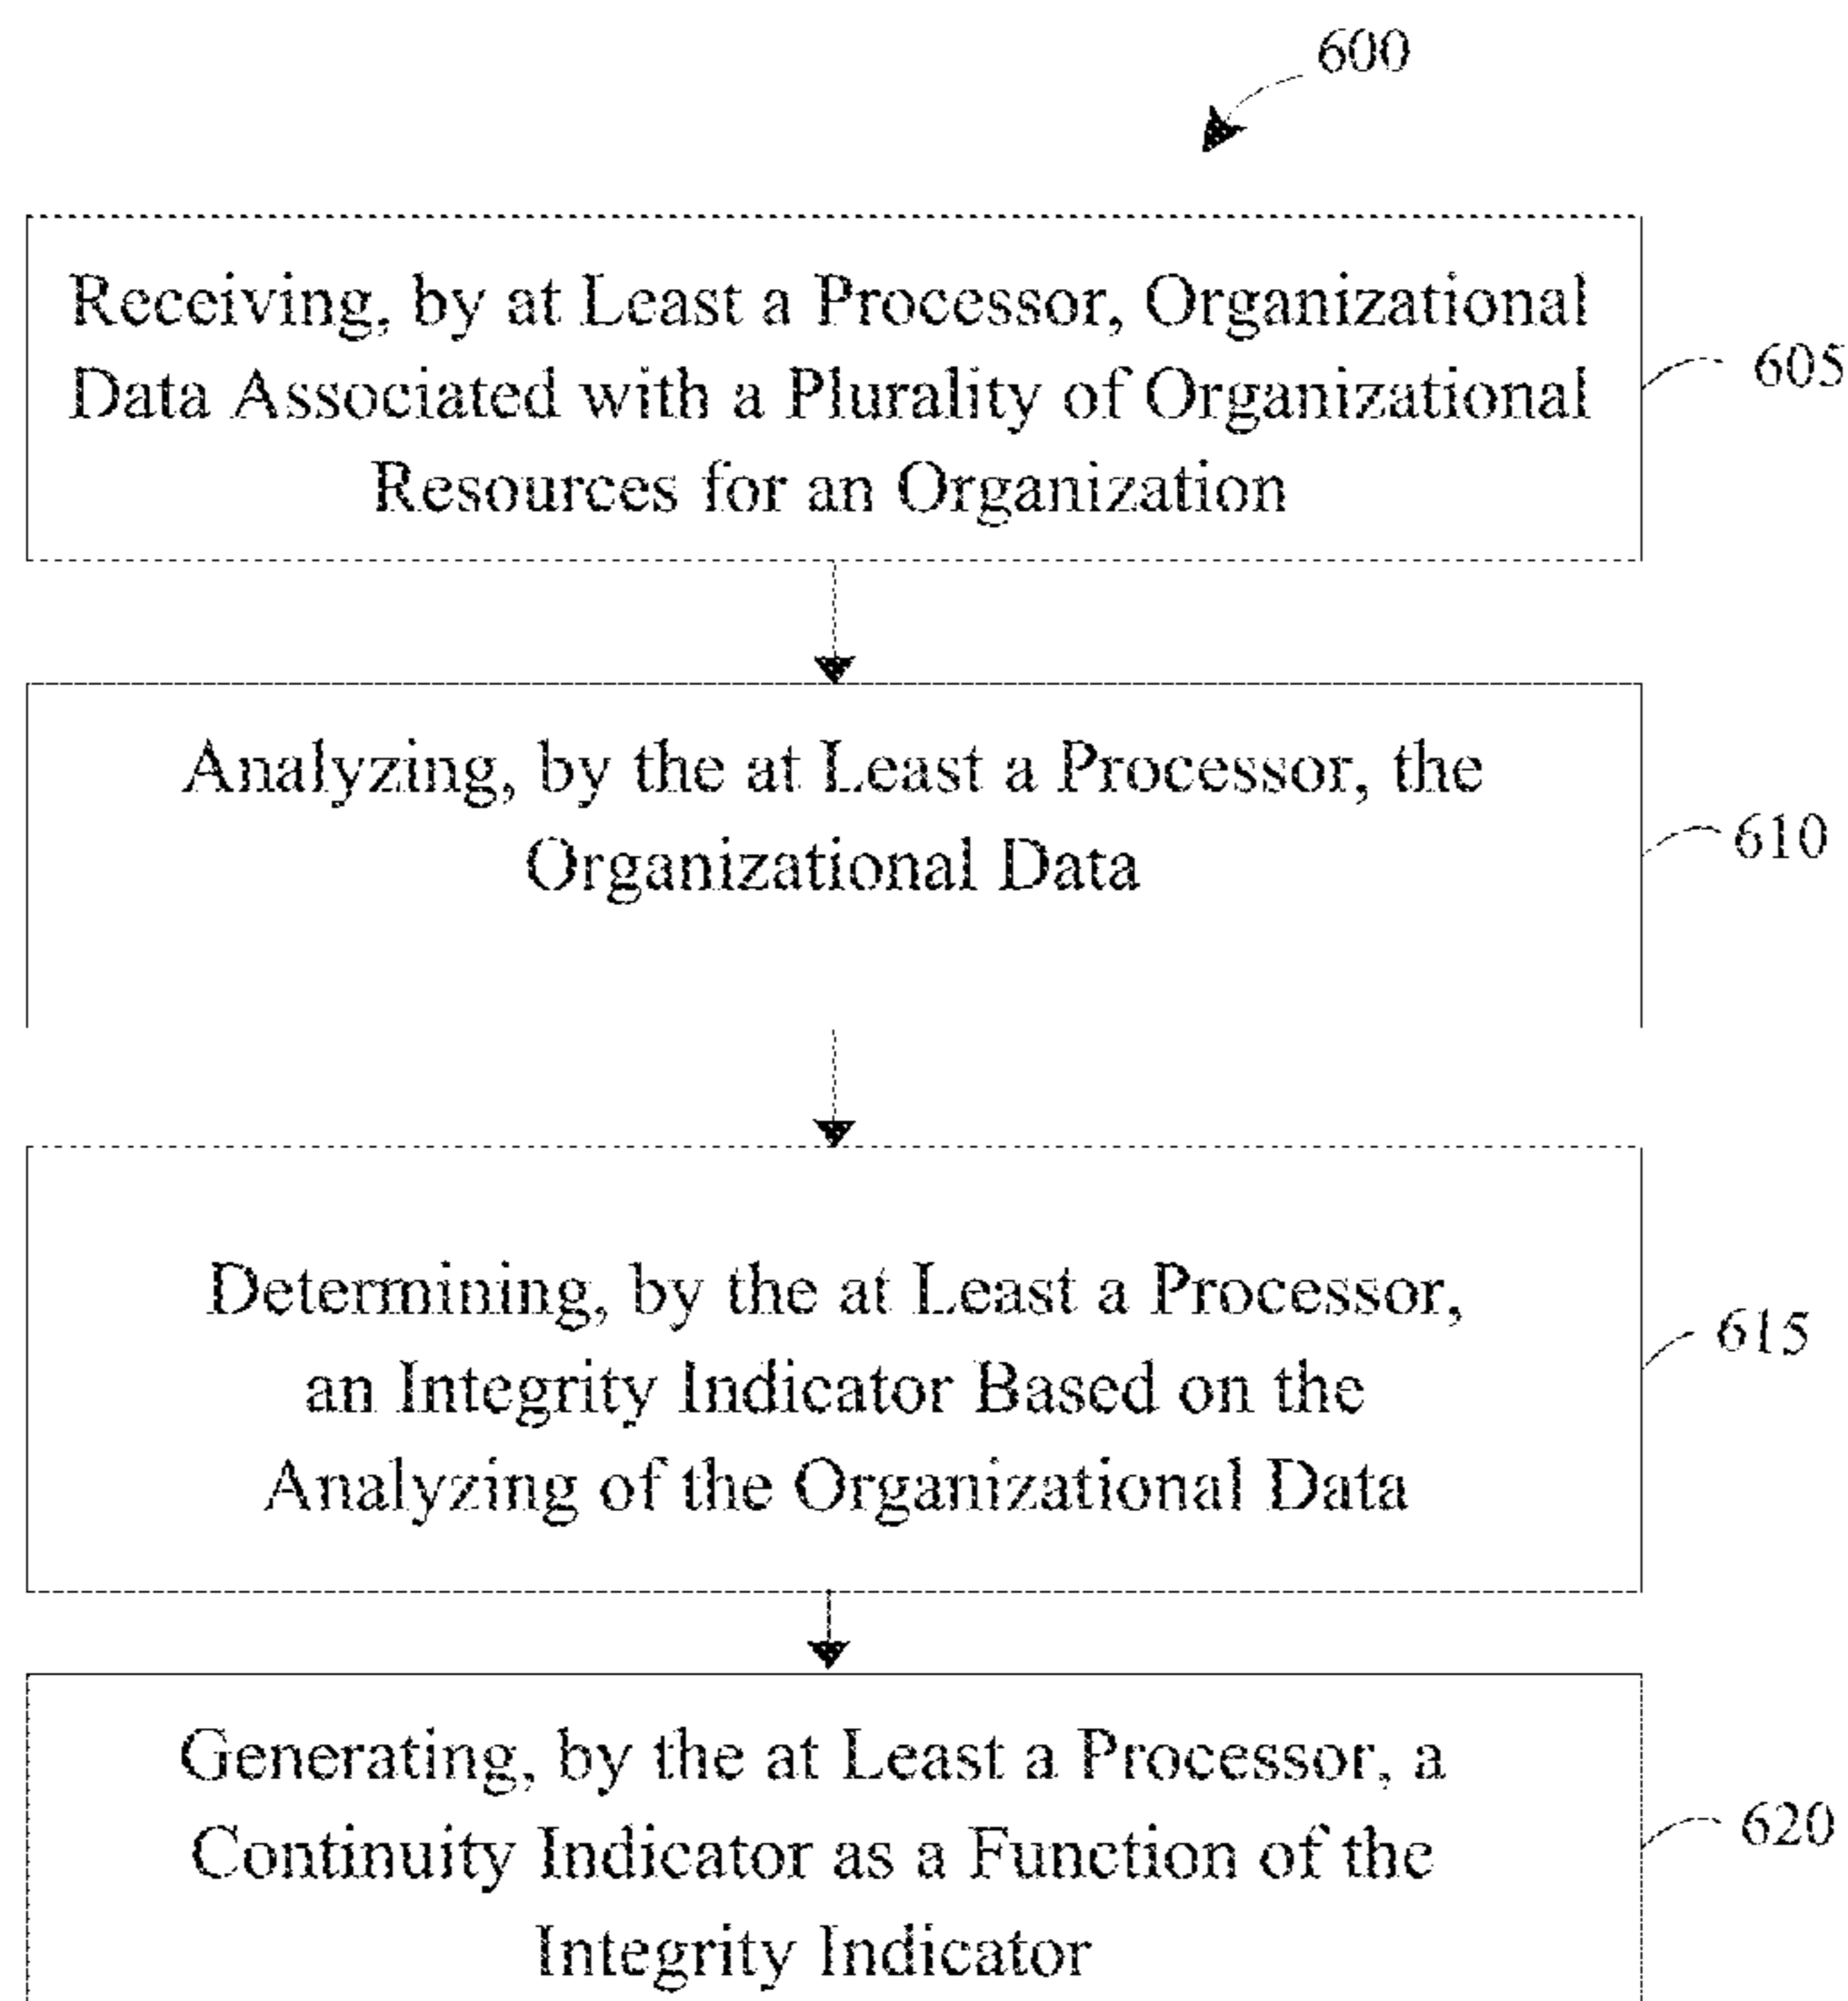 600
Receiving, by at Least a Processor, Organizational
Data Associated with a Plurality of Organizational
Resources for an Organization
605
Analyzing, by the at Least a Processor, the
Organizational Data
610
Determining, by the at Least a Processor,
an Integrity Indicator Based on the
Analyzing of the Organizational Data
615
Generating, by the at Least a Processor, a
Continuity Indicator as a Function of the
Integrity Indicator
620